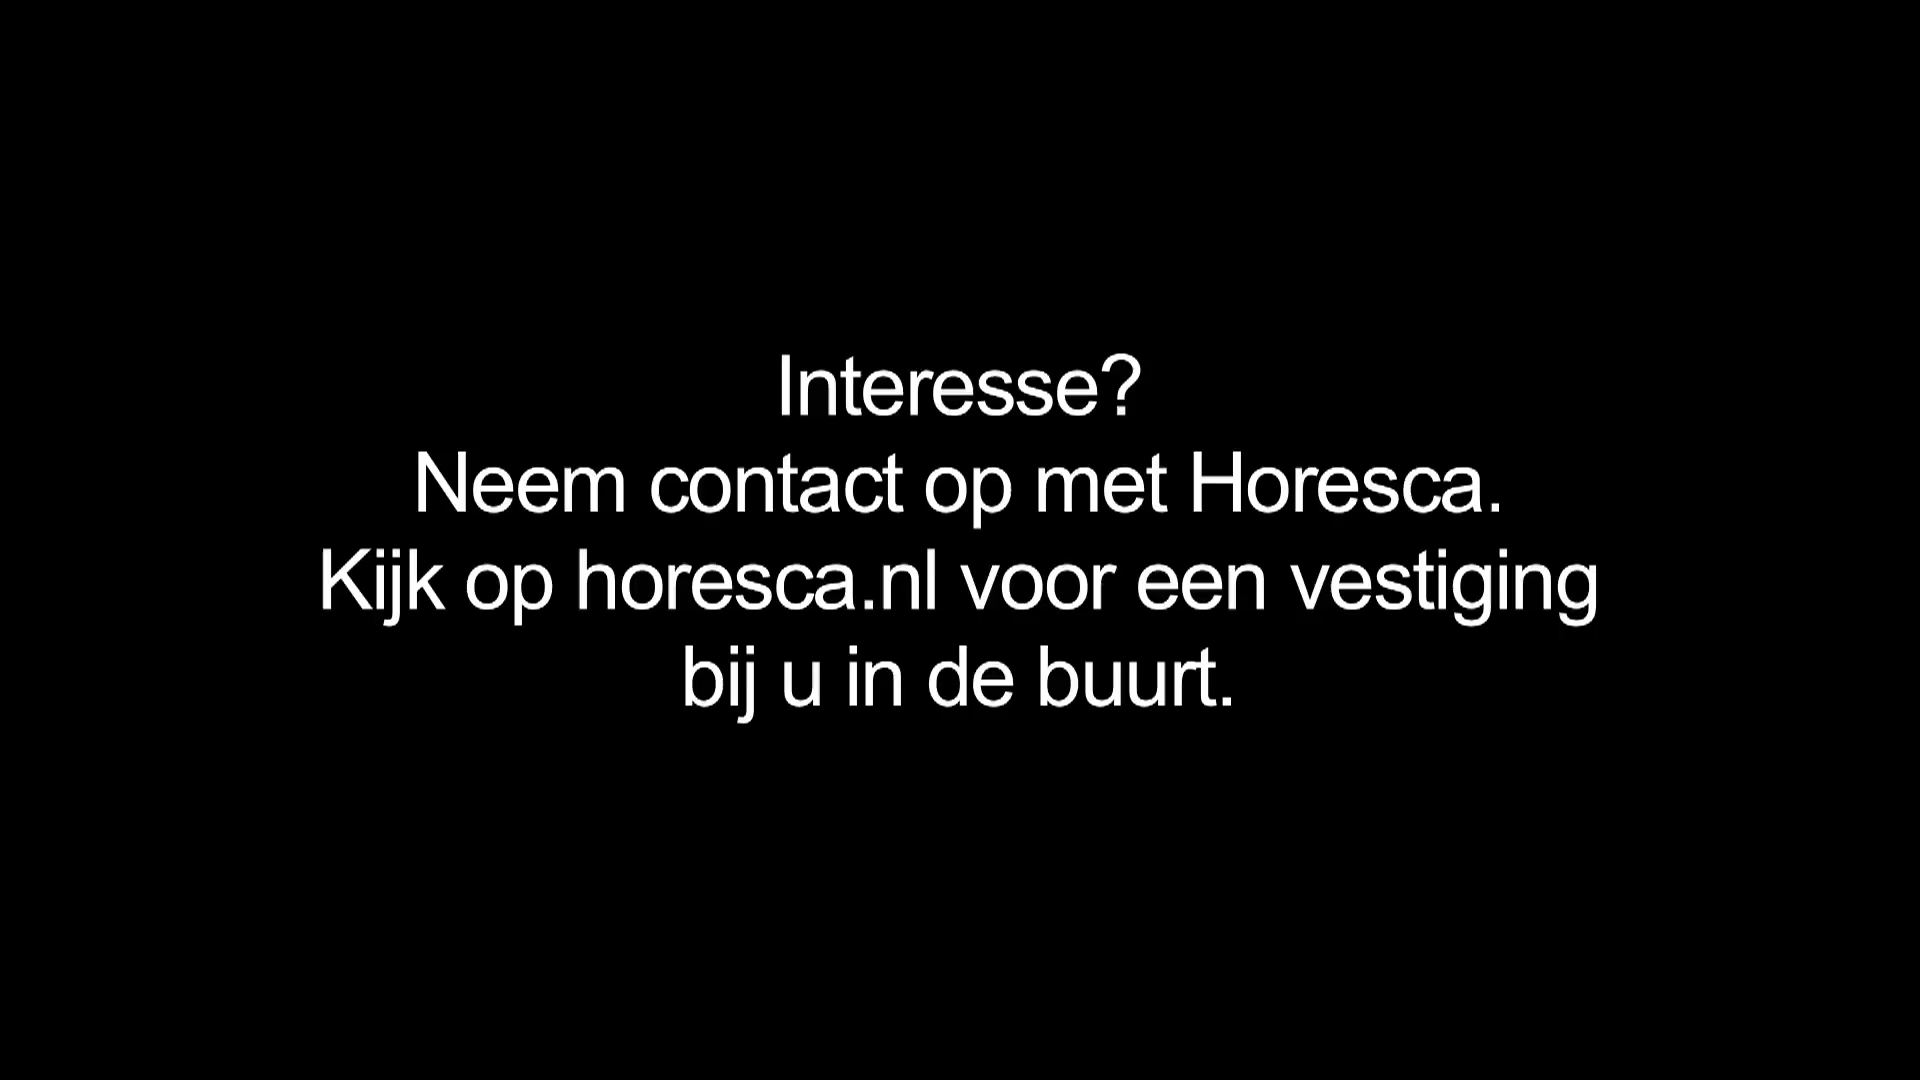 Interesse?
Neem contact op met Horesca.
Kijk op horesca.nl voor een vestiging
bij u in de buurt.